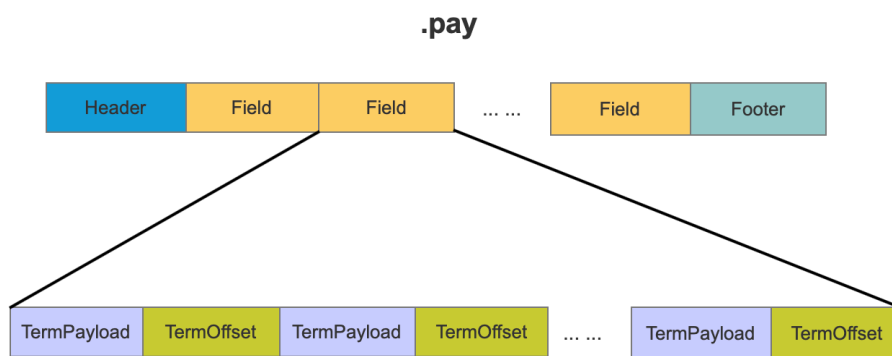 .pay
Header Field Field ... ... Field Footer
TermPayload TermOffset TermPayload TermOffset ... ... TermPayload TermOffset